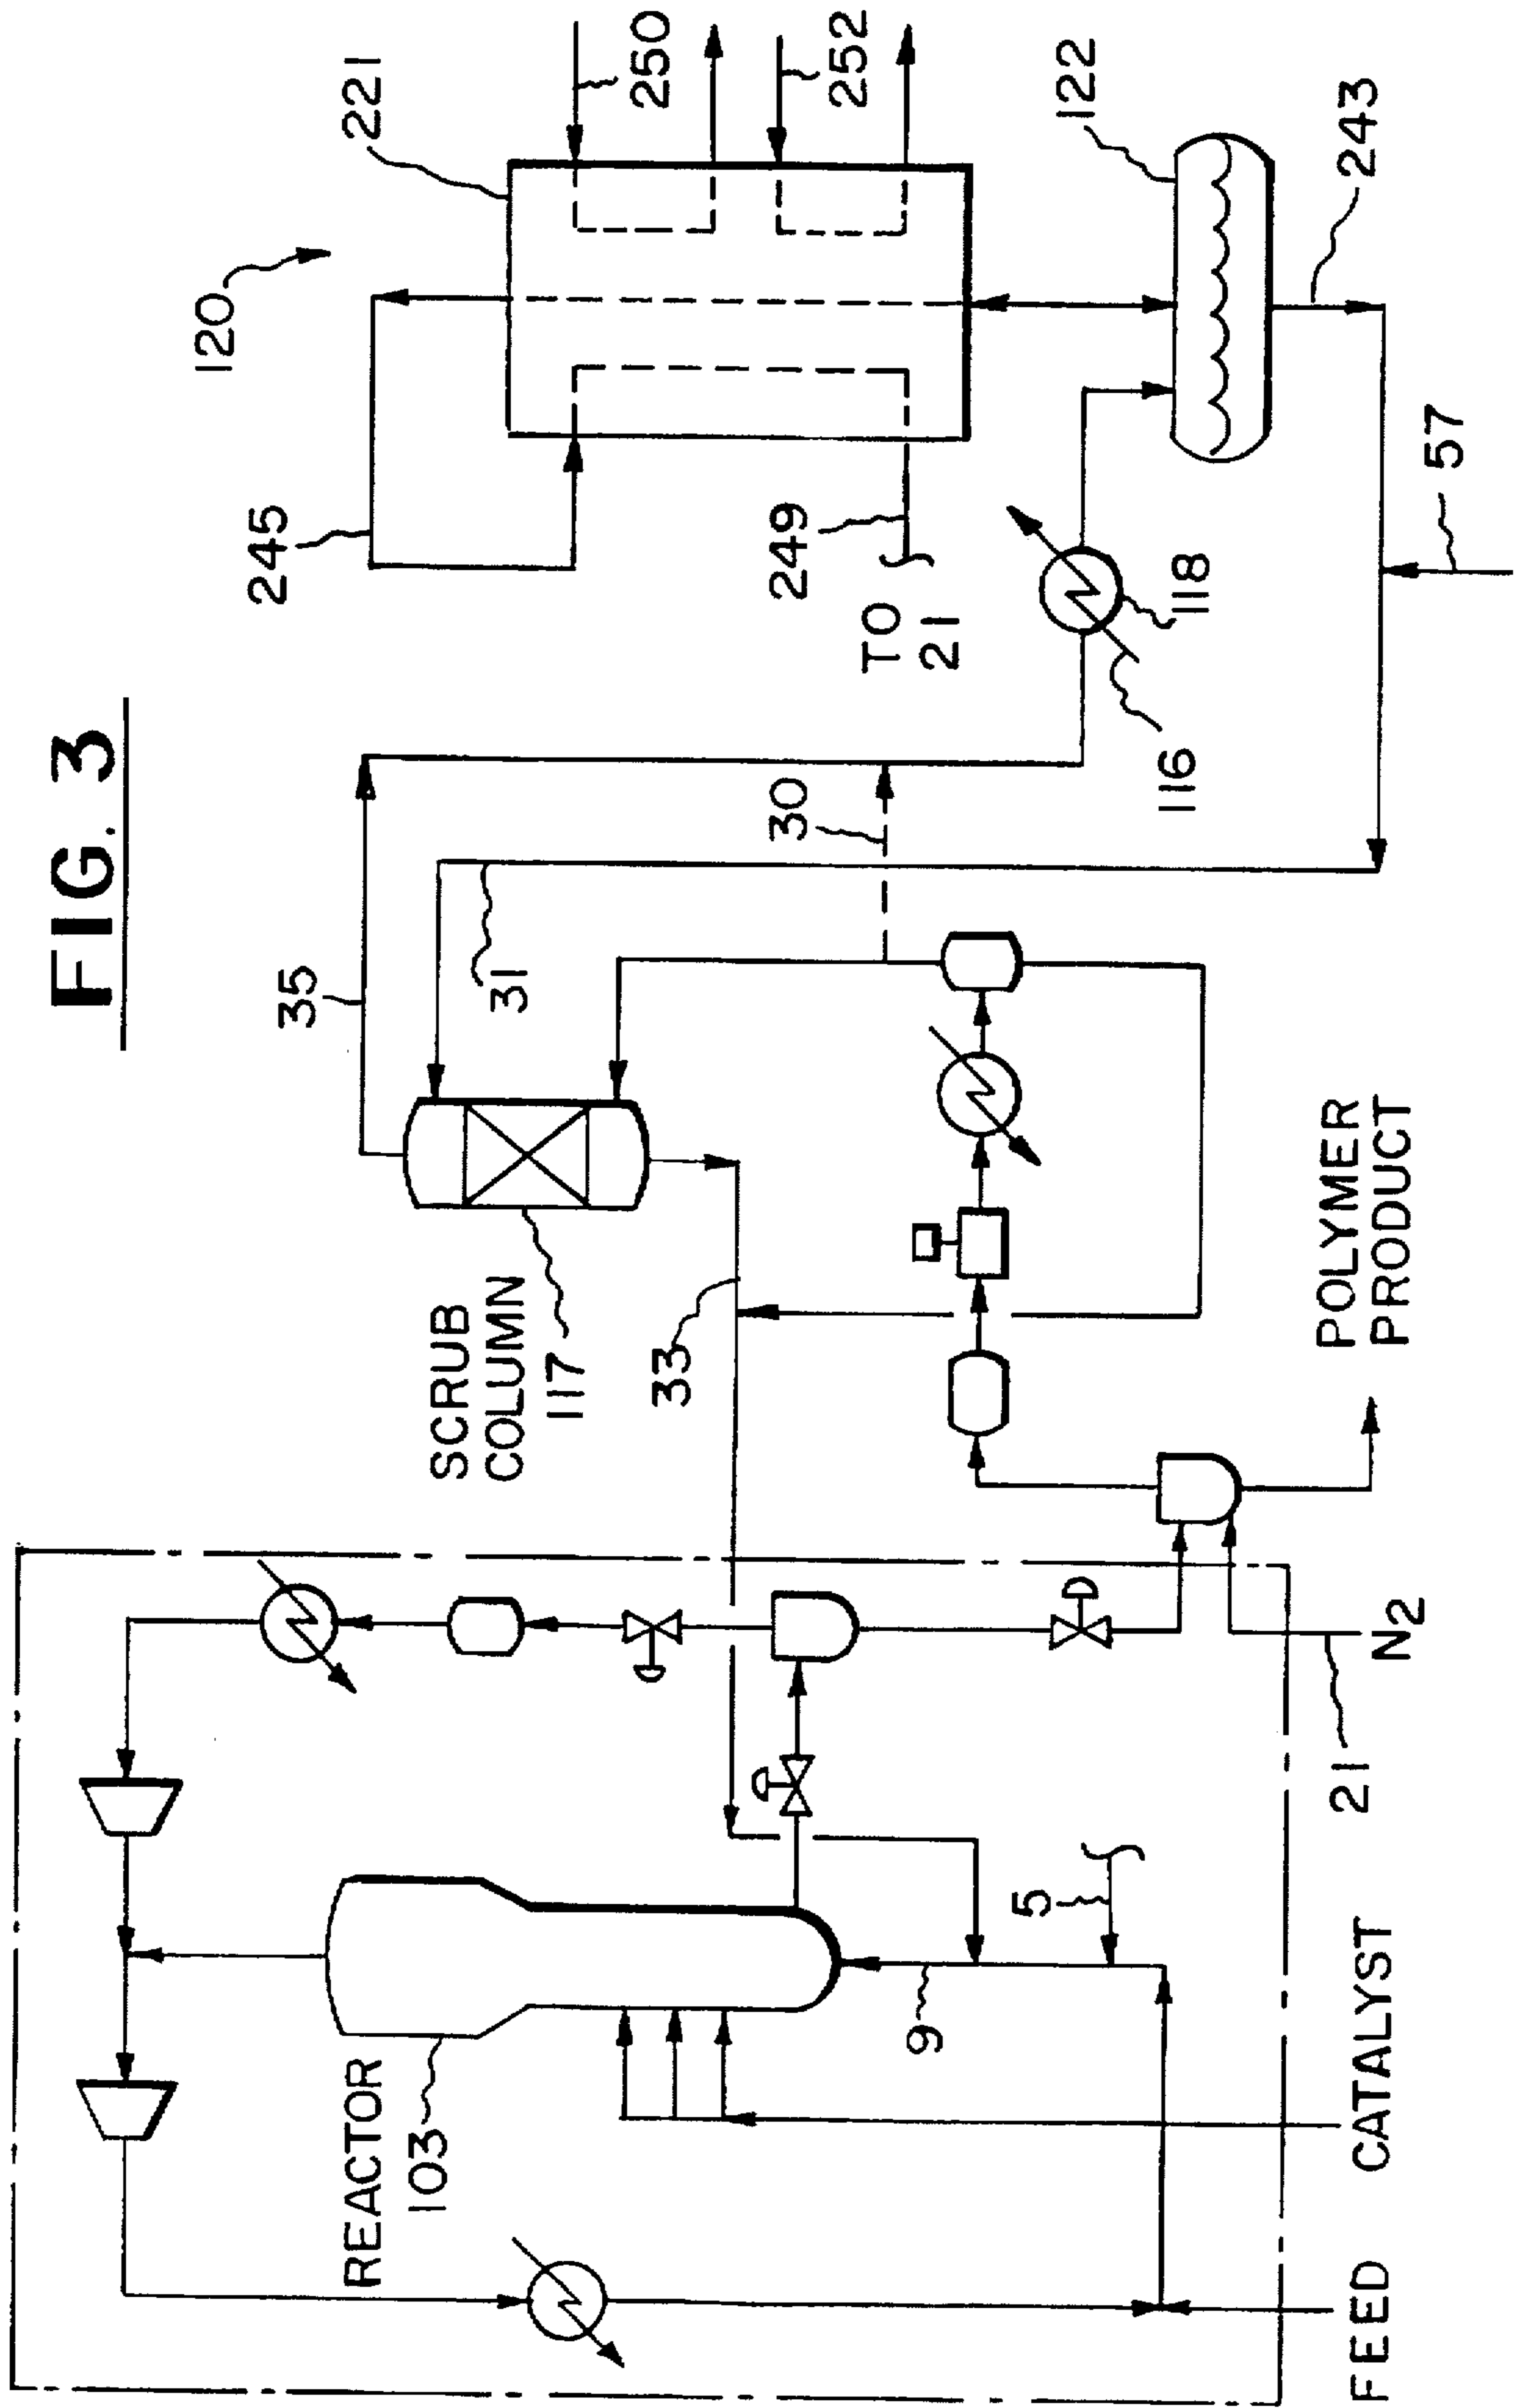 FIG. 3
120
221
250
252
245
249
TO
21
122
243
57
118
116
35
31
30
SCRUB
COLUMN
117
33
POLYMER
PRODUCT
REACTOR
103
9
5
FEED
CATALYST
21
N2